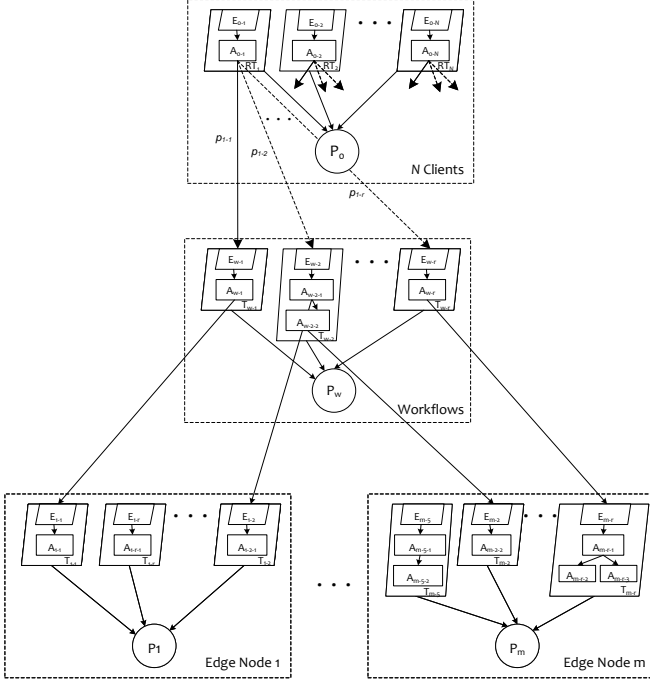 E₀₋₁ E₀₋₂ E₀₋N
A₀₋₁ A₀₋₂ A₀₋N
RT₁ RT₂ RT_N
P₀
N Clients
p₁₋₁ p₁₋₂ p₁₋r
E_w-1 E_w-2 E_w-r
A_w-1 A_w-2-1 A_w-r
T_w-1 A_w-2-2 T_w-r
T_w-2
P_w
Workflows
E₁₋₁ E₁₋r E₁₋₂ E_m-5 E_m-2 E_m-r
A₁₋₁ A₁₋r₋₁ A₁₋₂₋₁ A_m-5-1 A_m-2-2 A_m-r-1
T₁₋₁ T₁₋r T₁₋₂ T_m-2
A_m-5-2 A_m-r-2 A_m-r-3
T_m-5 T_m-r
P1 P_m
Edge Node 1 Edge Node m